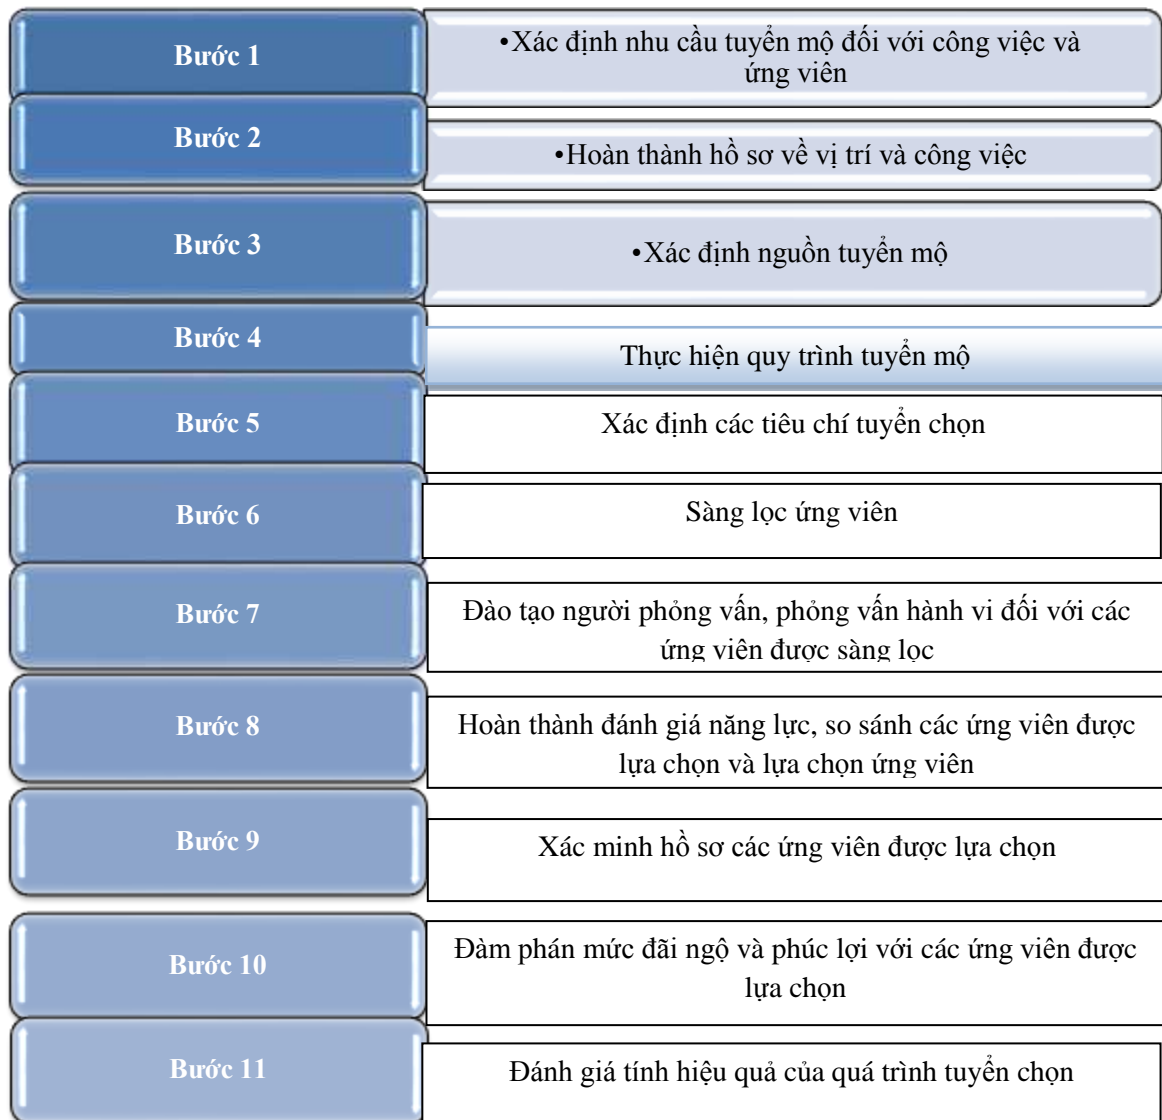 Bước 1
•Xác định nhu cầu tuyển mộ đối với công việc và
ứng viên
Bước 2
•Hoàn thành hồ sơ về vị trí và công việc
Bước 3
•Xác định nguồn tuyển mộ
Bước 4
Thực hiện quy trình tuyển mộ
Bước 5
Xác định các tiêu chí tuyển chọn
Bước 6
Sàng lọc ứng viên
Bước 7
Đào tạo người phỏng vấn, phỏng vấn hành vi đối với các
ứng viên được sàng lọc
Bước 8
Hoàn thành đánh giá năng lực, so sánh các ứng viên được
lựa chọn và lựa chọn ứng viên
Bước 9
Xác minh hồ sơ các ứng viên được lựa chọn
Bước 10
Đàm phán mức đãi ngộ và phúc lợi với các ứng viên được
lựa chọn
Bước 11
Đánh giá tính hiệu quả của quá trình tuyển chọn